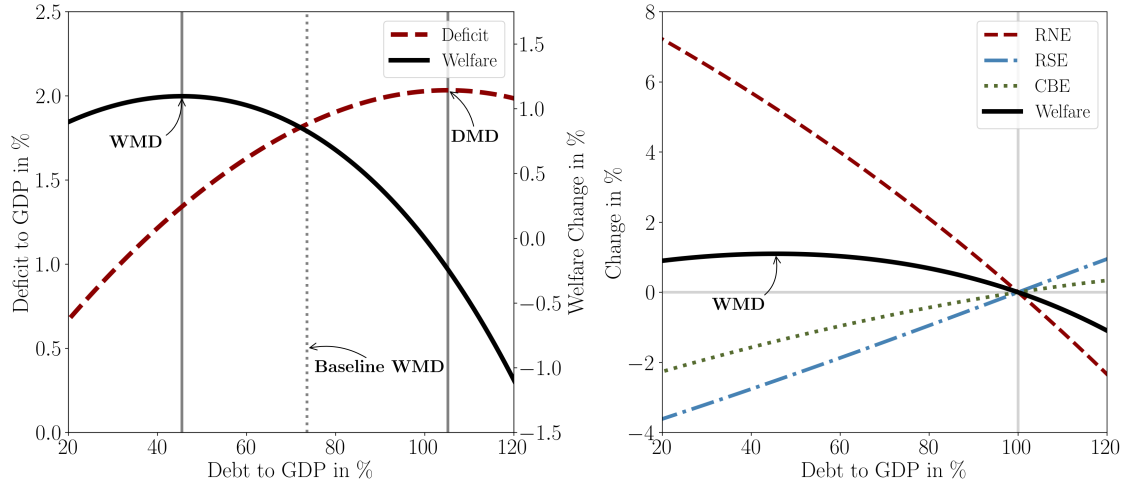 2.5
2.0
1.5
1.0
0.5
0.0
Deficit to GDP in %
20
40
60
80
100
120
Debt to GDP in %
1.5
1.0
0.5
0.0
−0.5
−1.0
−1.5
Welfare Change in %
Deficit
Welfare
WMD
DMD
Baseline WMD
8
6
4
2
0
−2
−4
Change in %
20
40
60
80
100
120
Debt to GDP in %
RNE
RSE
CBE
Welfare
WMD